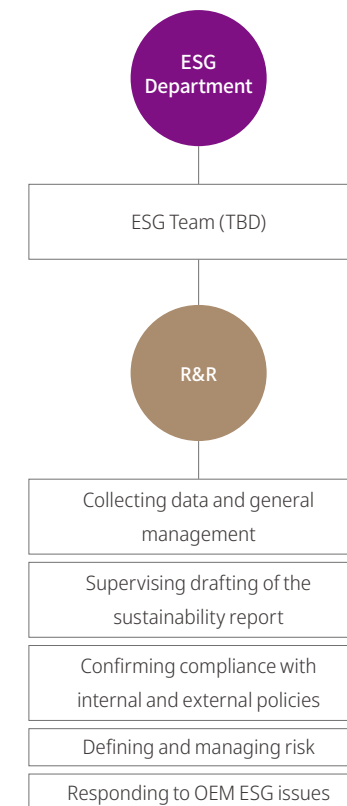 ESG
Department
ESG Team (TBD)
R&R
Collecting data and general
management
Supervising drafting of the
sustainability report
Confirming compliance with
internal and external policies
Defining and managing risk
Responding to OEM ESG issues